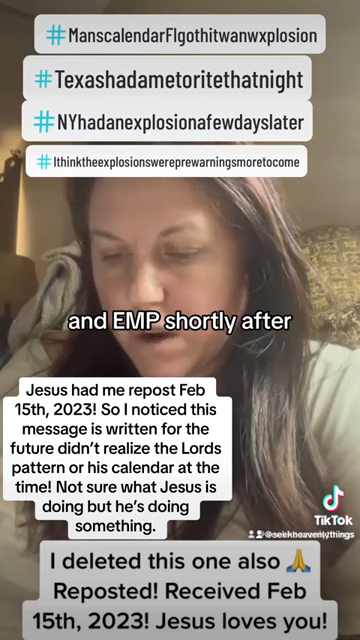 #ManscalendarFlgothitwanwxplosion
#Texashadametoritethatnight
#NYhadanexplosionafewdayslater
#Ithinktheexplosionswereprewarningsmoretocome
and EMP shortly after
Jesus had me repost Feb
15th, 2023! So I noticed this
message is written for the
future didn't realize the Lords
pattern or his calendar at the
time! Not sure what Jesus is
doing but he's doing
something.
TikTok
@seekheavenlythings
I deleted this one also 🙏
Reposted! Received Feb
15th, 2023! Jesus loves you!